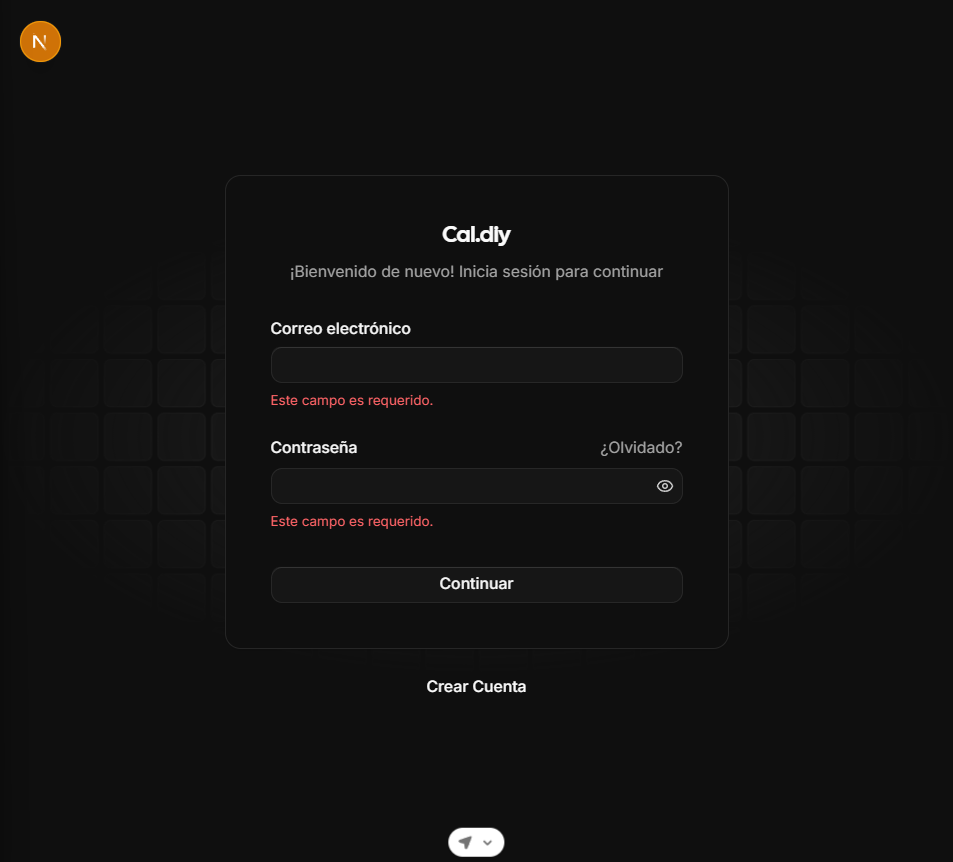 N
Cal.dly
¡Bienvenido de nuevo! Inicia sesión para continuar
Correo electrónico
Este campo es requerido.
Contraseña ¿Olvidado?
Este campo es requerido.
Continuar
Crear Cuenta